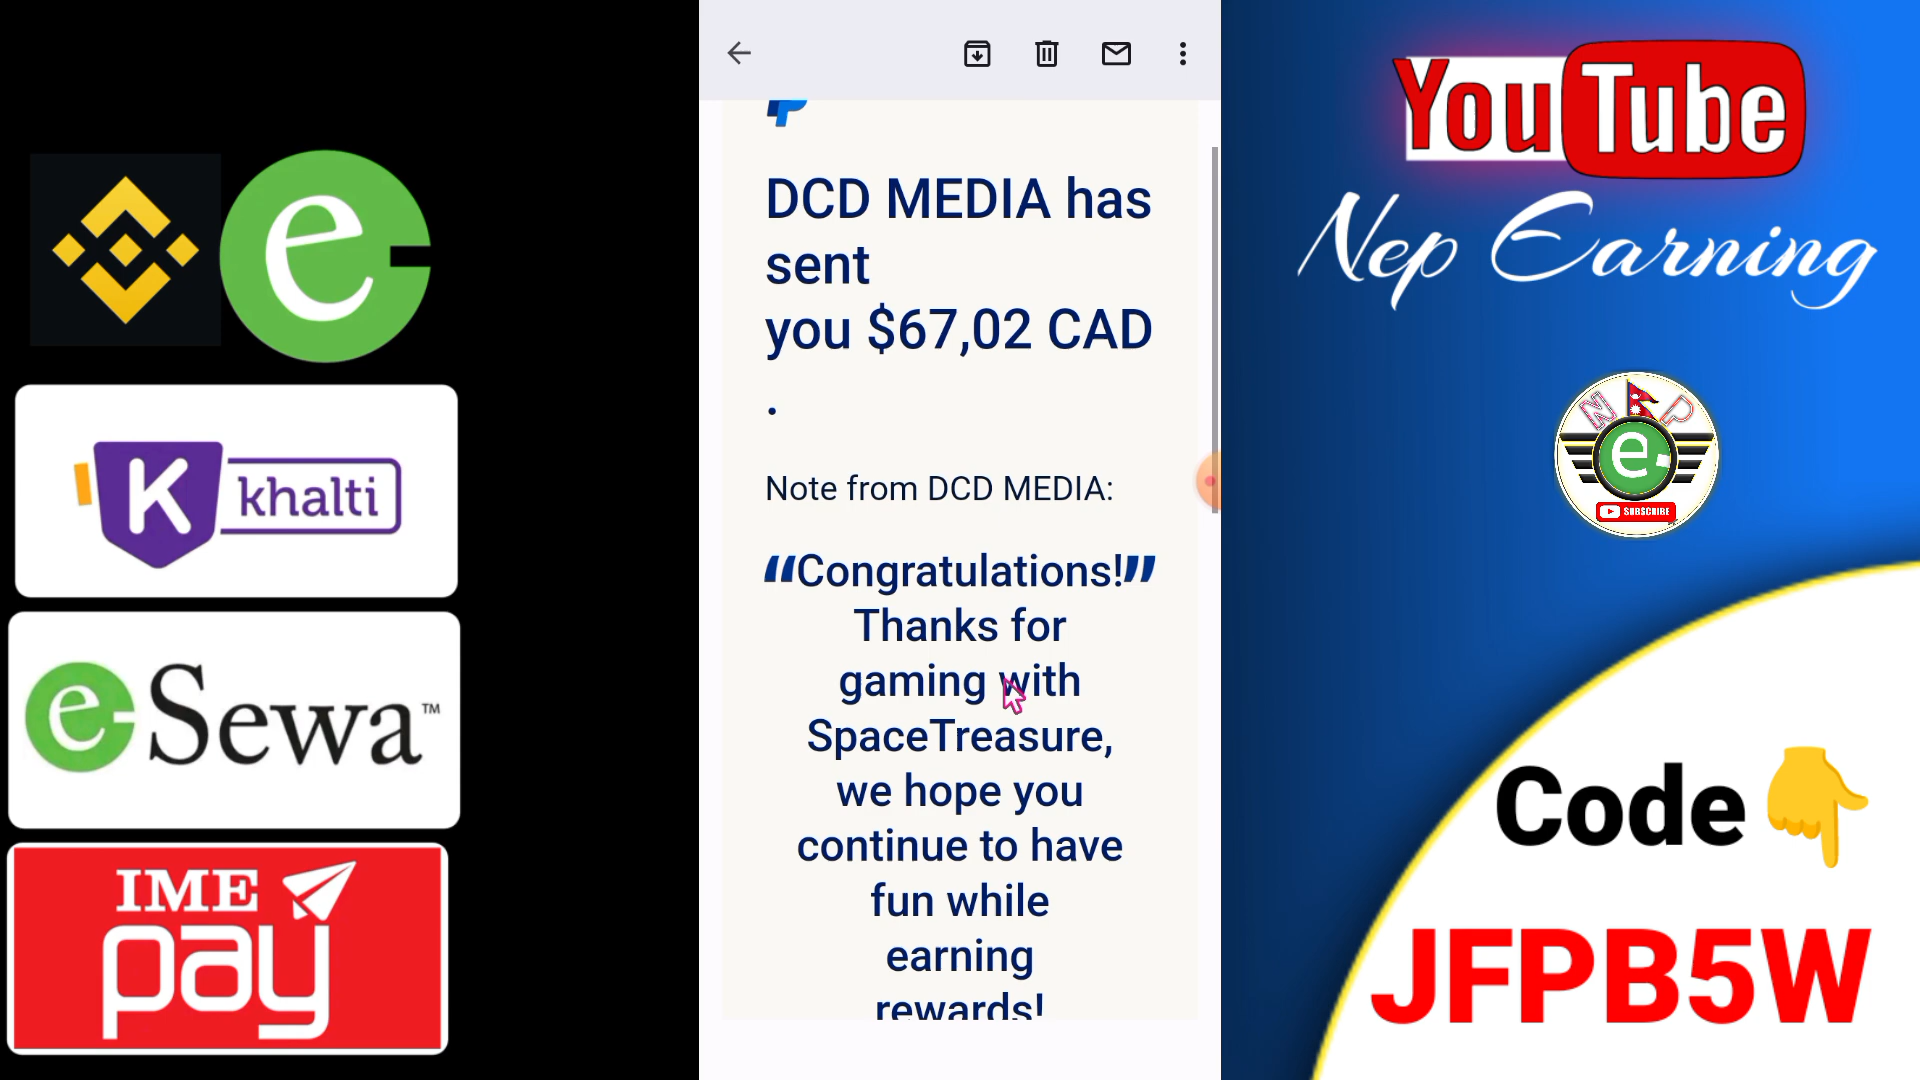 e
K khalti
e Sewa™
IME
pay
DCD MEDIA has
sent
you $67,02 CAD
.
Note from DCD MEDIA:
“Congratulations!”
Thanks for
gaming with
SpaceTreasure,
we hope you
continue to have
fun while
earning
rewards!
YouTube
Nep Earning
N P
e
SUBSCRIBE
Code
JFPB5W